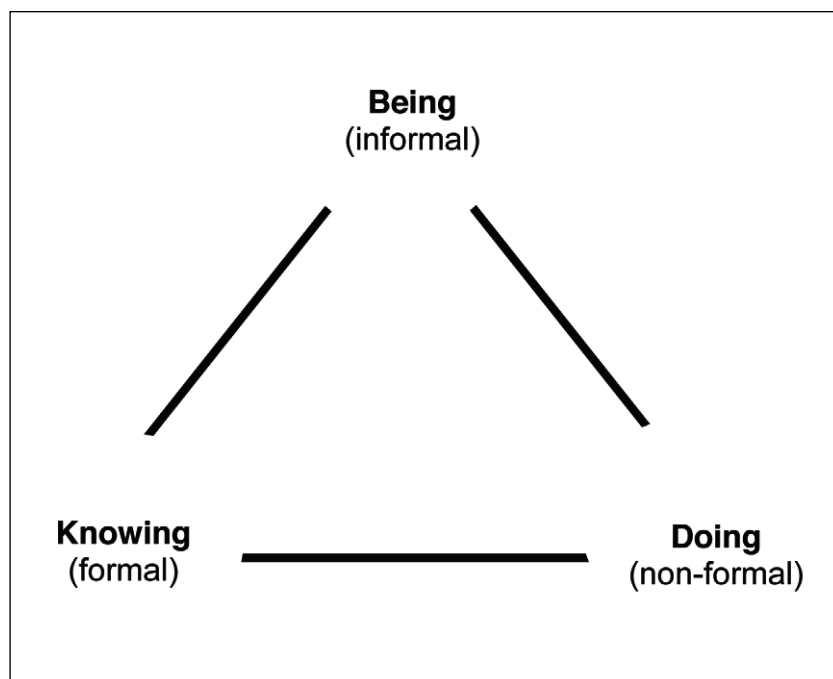 Being
(informal)
Knowing
(formal)
Doing
(non-formal)